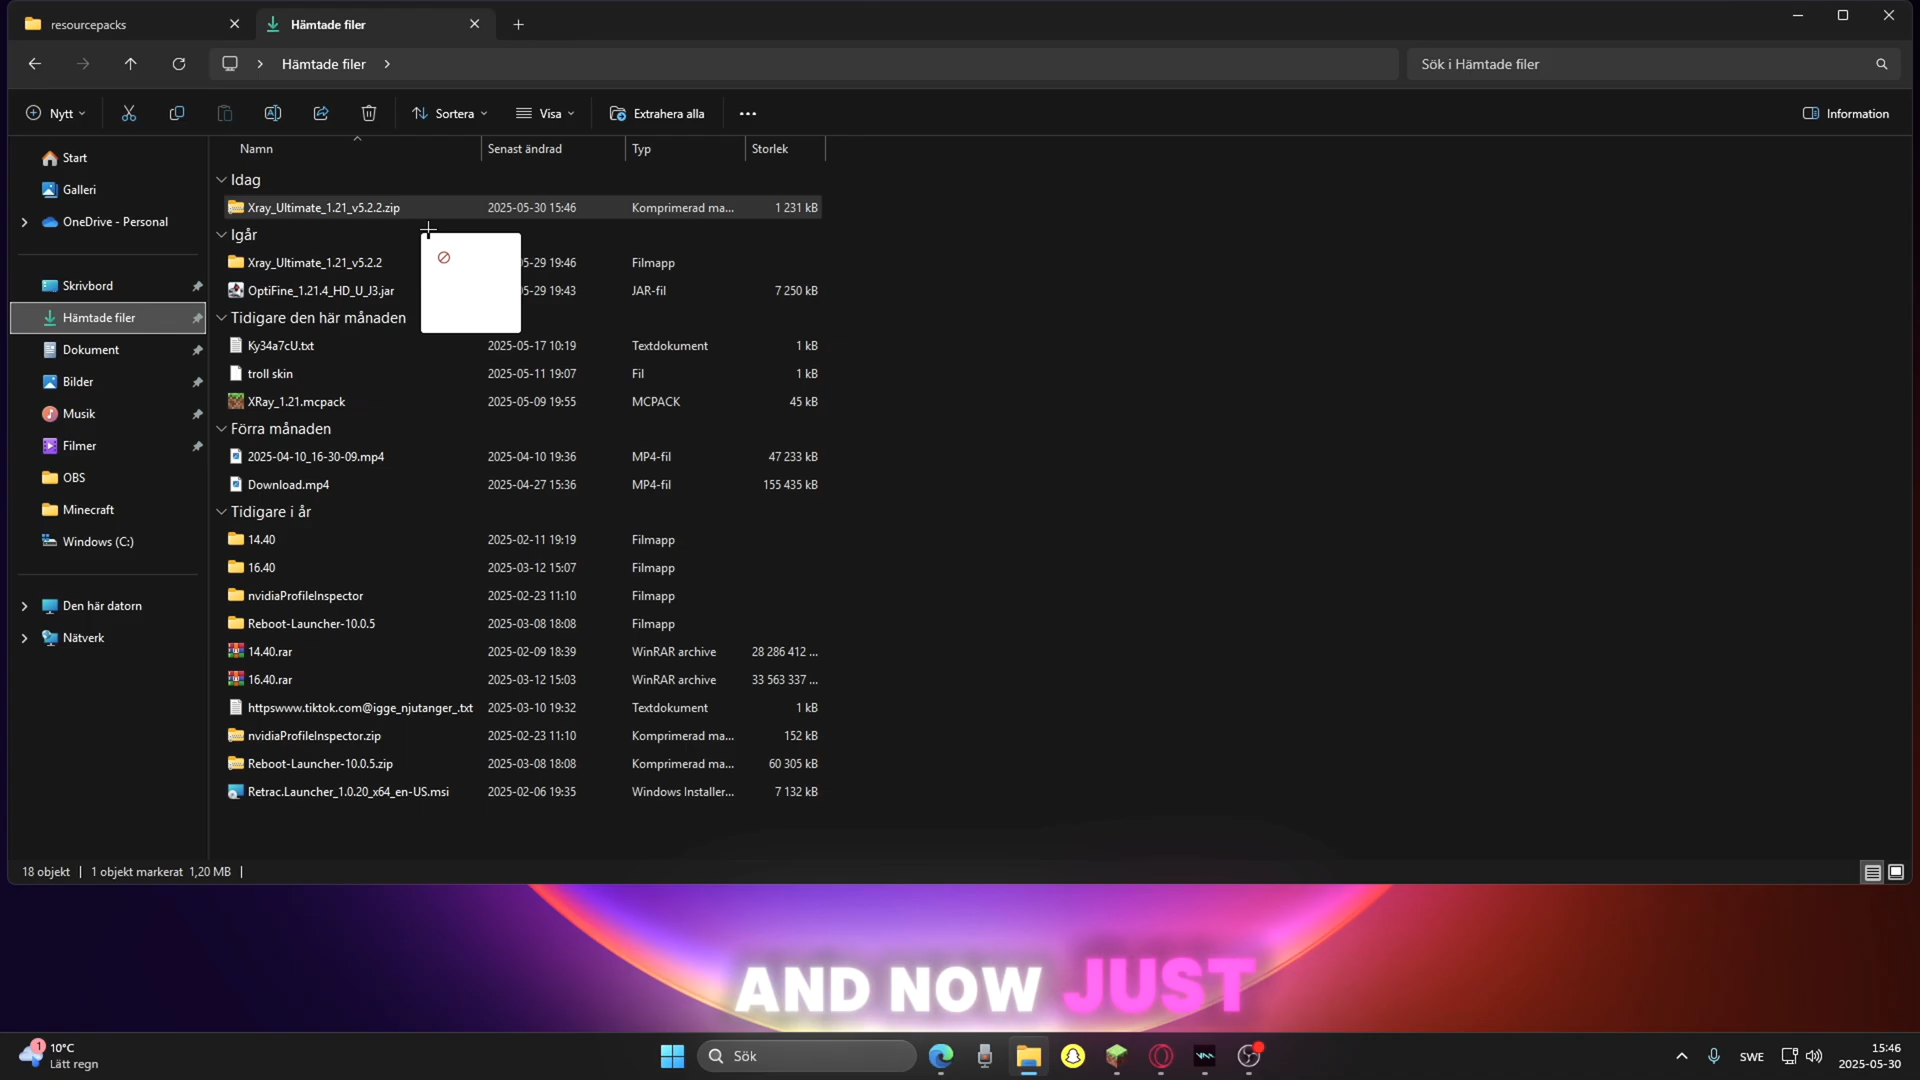 resourcepacks
Hämtade filer
Hämtade filer
Sök i Hämtade filer
Nytt
Sortera
Visa
Extrahera alla
Information
Namn Senast ändrad Typ Storlek
Start
Galleri
OneDrive - Personal
Skrivbord
Hämtade filer
Dokument
Bilder
Musik
Filmer
OBS
Minecraft
Windows (C:)
Den här datorn
Nätverk
Idag
Xray_Ultimate_1.21_v5.2.2.zip 2025-05-30 15:46 Komprimerad ma... 1 231 kB
Igår
Xray_Ultimate_1.21_v5.2.2 05-29 19:46 Filmapp
OptiFine_1.21.4_HD_U_J3.jar 05-29 19:43 JAR-fil 7 250 kB
Tidigare den här månaden
Ky34a7cU.txt 2025-05-17 10:19 Textdokument 1 kB
troll skin 2025-05-11 19:07 Fil 1 kB
XRay_1.21.mcpack 2025-05-09 19:55 MCPACK 45 kB
Förra månaden
2025-04-10_16-30-09.mp4 2025-04-10 19:36 MP4-fil 47 233 kB
Download.mp4 2025-04-27 15:36 MP4-fil 155 435 kB
Tidigare i år
14.40 2025-02-11 19:19 Filmapp
16.40 2025-03-12 15:07 Filmapp
nvidiaProfileInspector 2025-02-23 11:10 Filmapp
Reboot-Launcher-10.0.5 2025-03-08 18:08 Filmapp
14.40.rar 2025-02-09 18:39 WinRAR archive 28 286 412 ...
16.40.rar 2025-03-12 15:03 WinRAR archive 33 563 337 ...
httpswww.tiktok.com@igge_njutanger_.txt 2025-03-10 19:32 Textdokument 1 kB
nvidiaProfileInspector.zip 2025-02-23 11:10 Komprimerad ma... 152 kB
Reboot-Launcher-10.0.5.zip 2025-03-08 18:08 Komprimerad ma... 60 305 kB
Retrac.Launcher_1.0.20_x64_en-US.msi 2025-02-06 19:35 Windows Installer... 7 132 kB
18 objekt 1 objekt markerat 1,20 MB
AND NOW JUST
1
10°C
Lätt regn
Sök
SWE
15:46
2025-05-30